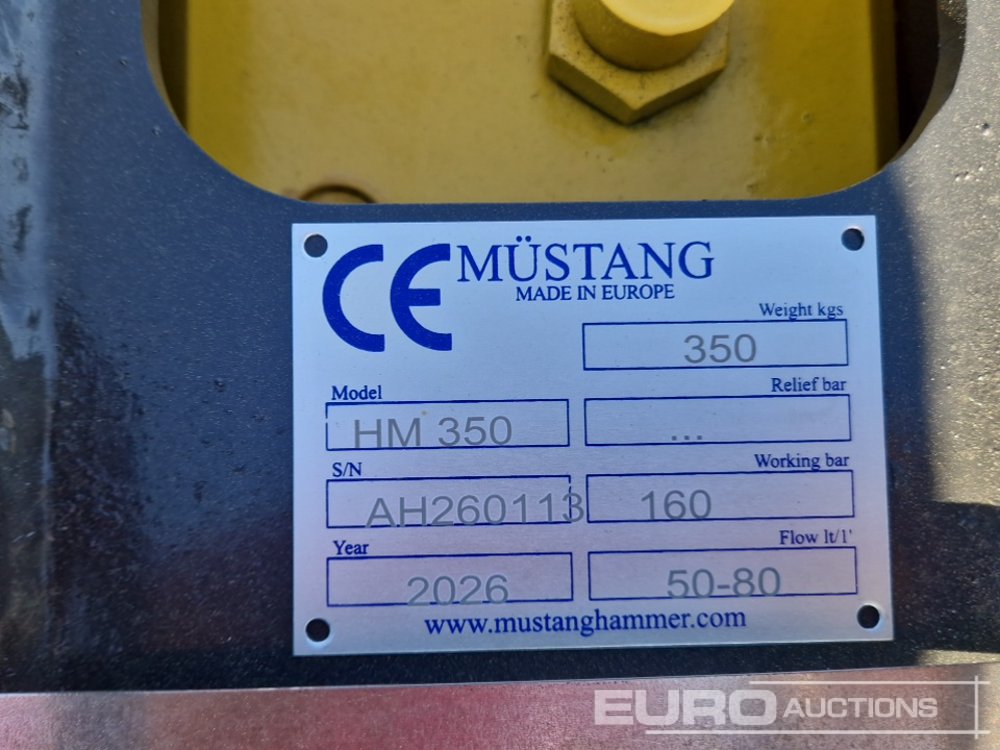 CE MÜSTANG
MADE IN EUROPE
Weight kgs
350
Model
Relief bar
HM 350
...
S/N
Working bar
AH260113
160
Year
Flow lt/1'
2026
50-80
www.mustanghammer.com
EURO AUCTIONS